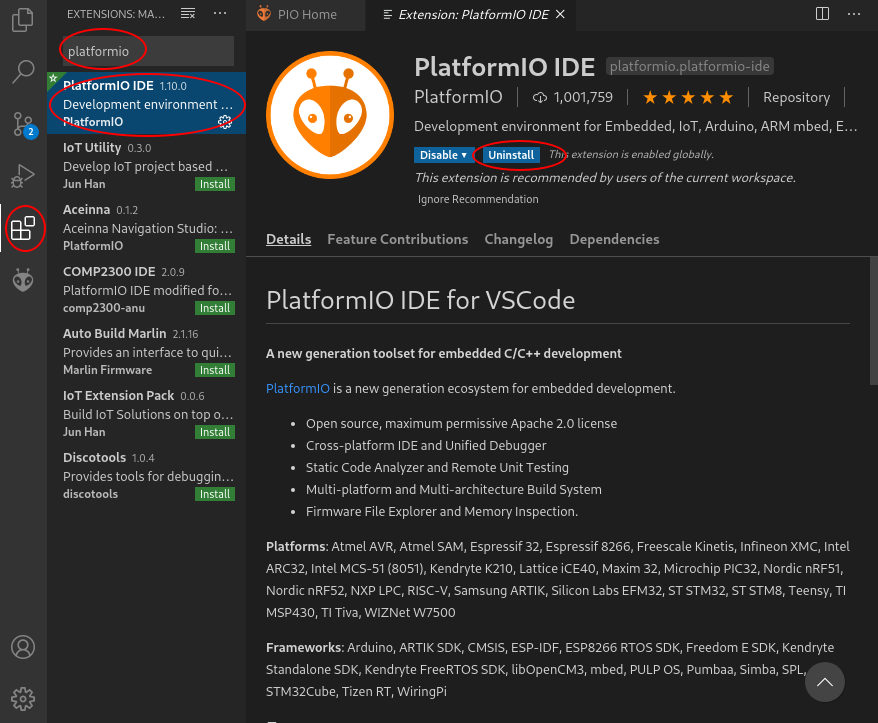 EXTENSIONS: MA...
platformio
PlatformIO IDE 1.10.0
Development environment ...
PlatformIO
2
IoT Utility 0.3.0
Develop IoT project based ...
Jun Han Install
Aceinna 0.1.2
Aceinna Navigation Studio: ...
PlatformIO Install
COMP2300 IDE 2.0.9
PlatformIO IDE modified fo...
comp2300-anu Install
Auto Build Marlin 2.1.16
Provides an interface to qui...
Marlin Firmware Install
IoT Extension Pack 0.0.6
Build IoT Solutions on top o...
Jun Han Install
Discotools 1.0.4
Provides tools for debuggin...
discotools Install
PIO Home
Extension: PlatformIO IDE
PlatformIO IDE platformio.platformio-ide
PlatformIO 1,001,759 Repository
Development environment for Embedded, IoT, Arduino, ARM mbed, E...
Disable Uninstall This extension is enabled globally.
This extension is recommended by users of the current workspace.
Ignore Recommendation
Details Feature Contributions Changelog Dependencies
PlatformIO IDE for VSCode
A new generation toolset for embedded C/C++ development
PlatformIO is a new generation ecosystem for embedded development.
• Open source, maximum permissive Apache 2.0 license
• Cross-platform IDE and Unified Debugger
• Static Code Analyzer and Remote Unit Testing
• Multi-platform and Multi-architecture Build System
• Firmware File Explorer and Memory Inspection.
Platforms: Atmel AVR, Atmel SAM, Espressif 32, Espressif 8266, Freescale Kinetis, Infineon XMC, Intel
ARC32, Intel MCS-51 (8051), Kendryte K210, Lattice iCE40, Maxim 32, Microchip PIC32, Nordic nRF51,
Nordic nRF52, NXP LPC, RISC-V, Samsung ARTIK, Silicon Labs EFM32, ST STM32, ST STM8, Teensy, TI
MSP430, TI Tiva, WIZNet W7500
Frameworks: Arduino, ARTIK SDK, CMSIS, ESP-IDF, ESP8266 RTOS SDK, Freedom E SDK, Kendryte
Standalone SDK, Kendryte FreeRTOS SDK, libOpenCM3, mbed, PULP OS, Pumbaa, Simba, SPL,
STM32Cube, Tizen RT, WiringPi